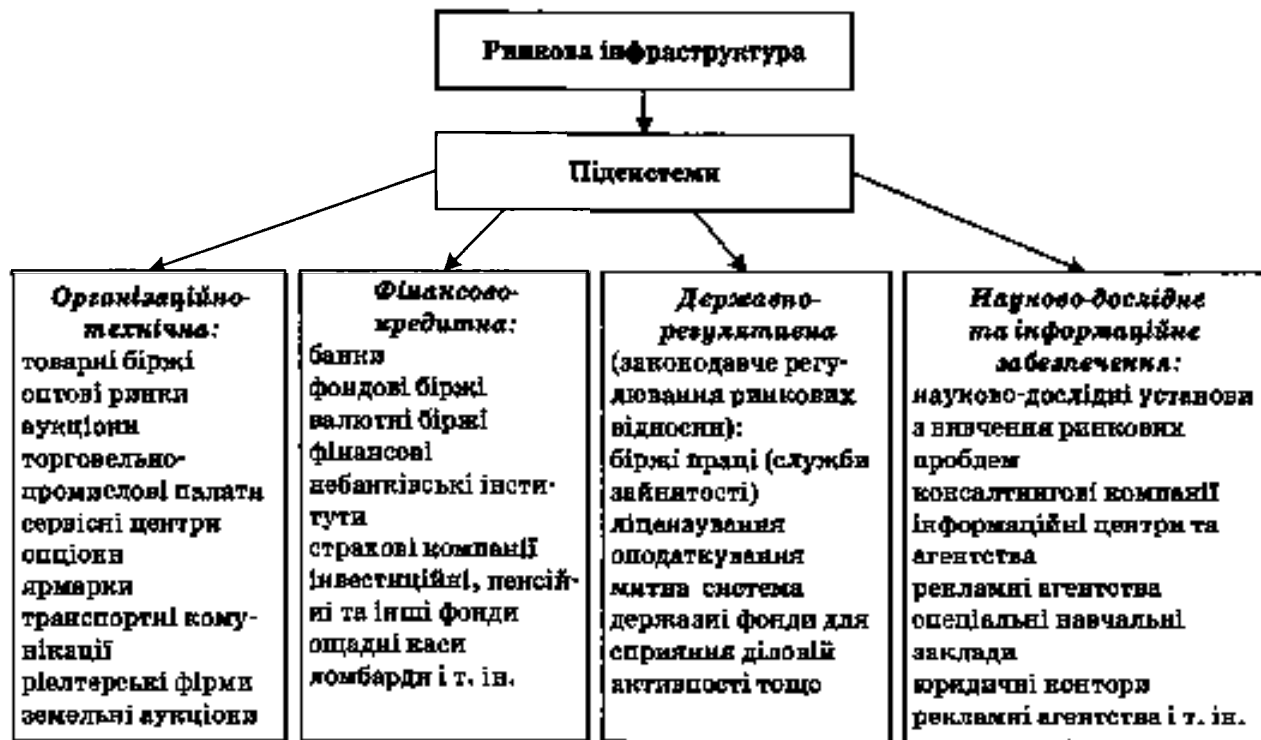 Ринкова інфраструктура
Підсистеми
Організаційно-
технічна:
товарні біржі
оптові ринки
аукціони
торговельно-
промислові палати
сервісні центри
опціони
ярмарки
транспортні кому-
нікації
ріелтерські фірми
земельні аукціони
Фінансово-
кредитна:
банки
фондові біржі
валютні біржі
фінансові
небанківські інсти-
тути
страхові компанії
інвестиційні, пенсій-
ні та інші фонди
ощадні каси
ломбарди і т. ін.
Державно-
регулятивна
(законодавче регу-
лювання ринкових
відносин):
біржі праці (служби
зайнятості)
ліцензування
оподаткування
митна система
державні фонди для
сприяння діловій
активності тощо
Науково-дослідне
та інформаційне
забезпечення:
науково-дослідні установи
з вивчення ринкових
проблем
консалтингові компанії
інформаційні центри та
агентства
рекламні агентства
спеціальні навчальні
заклади
юридичні контори
рекламні агентства і т. ін.